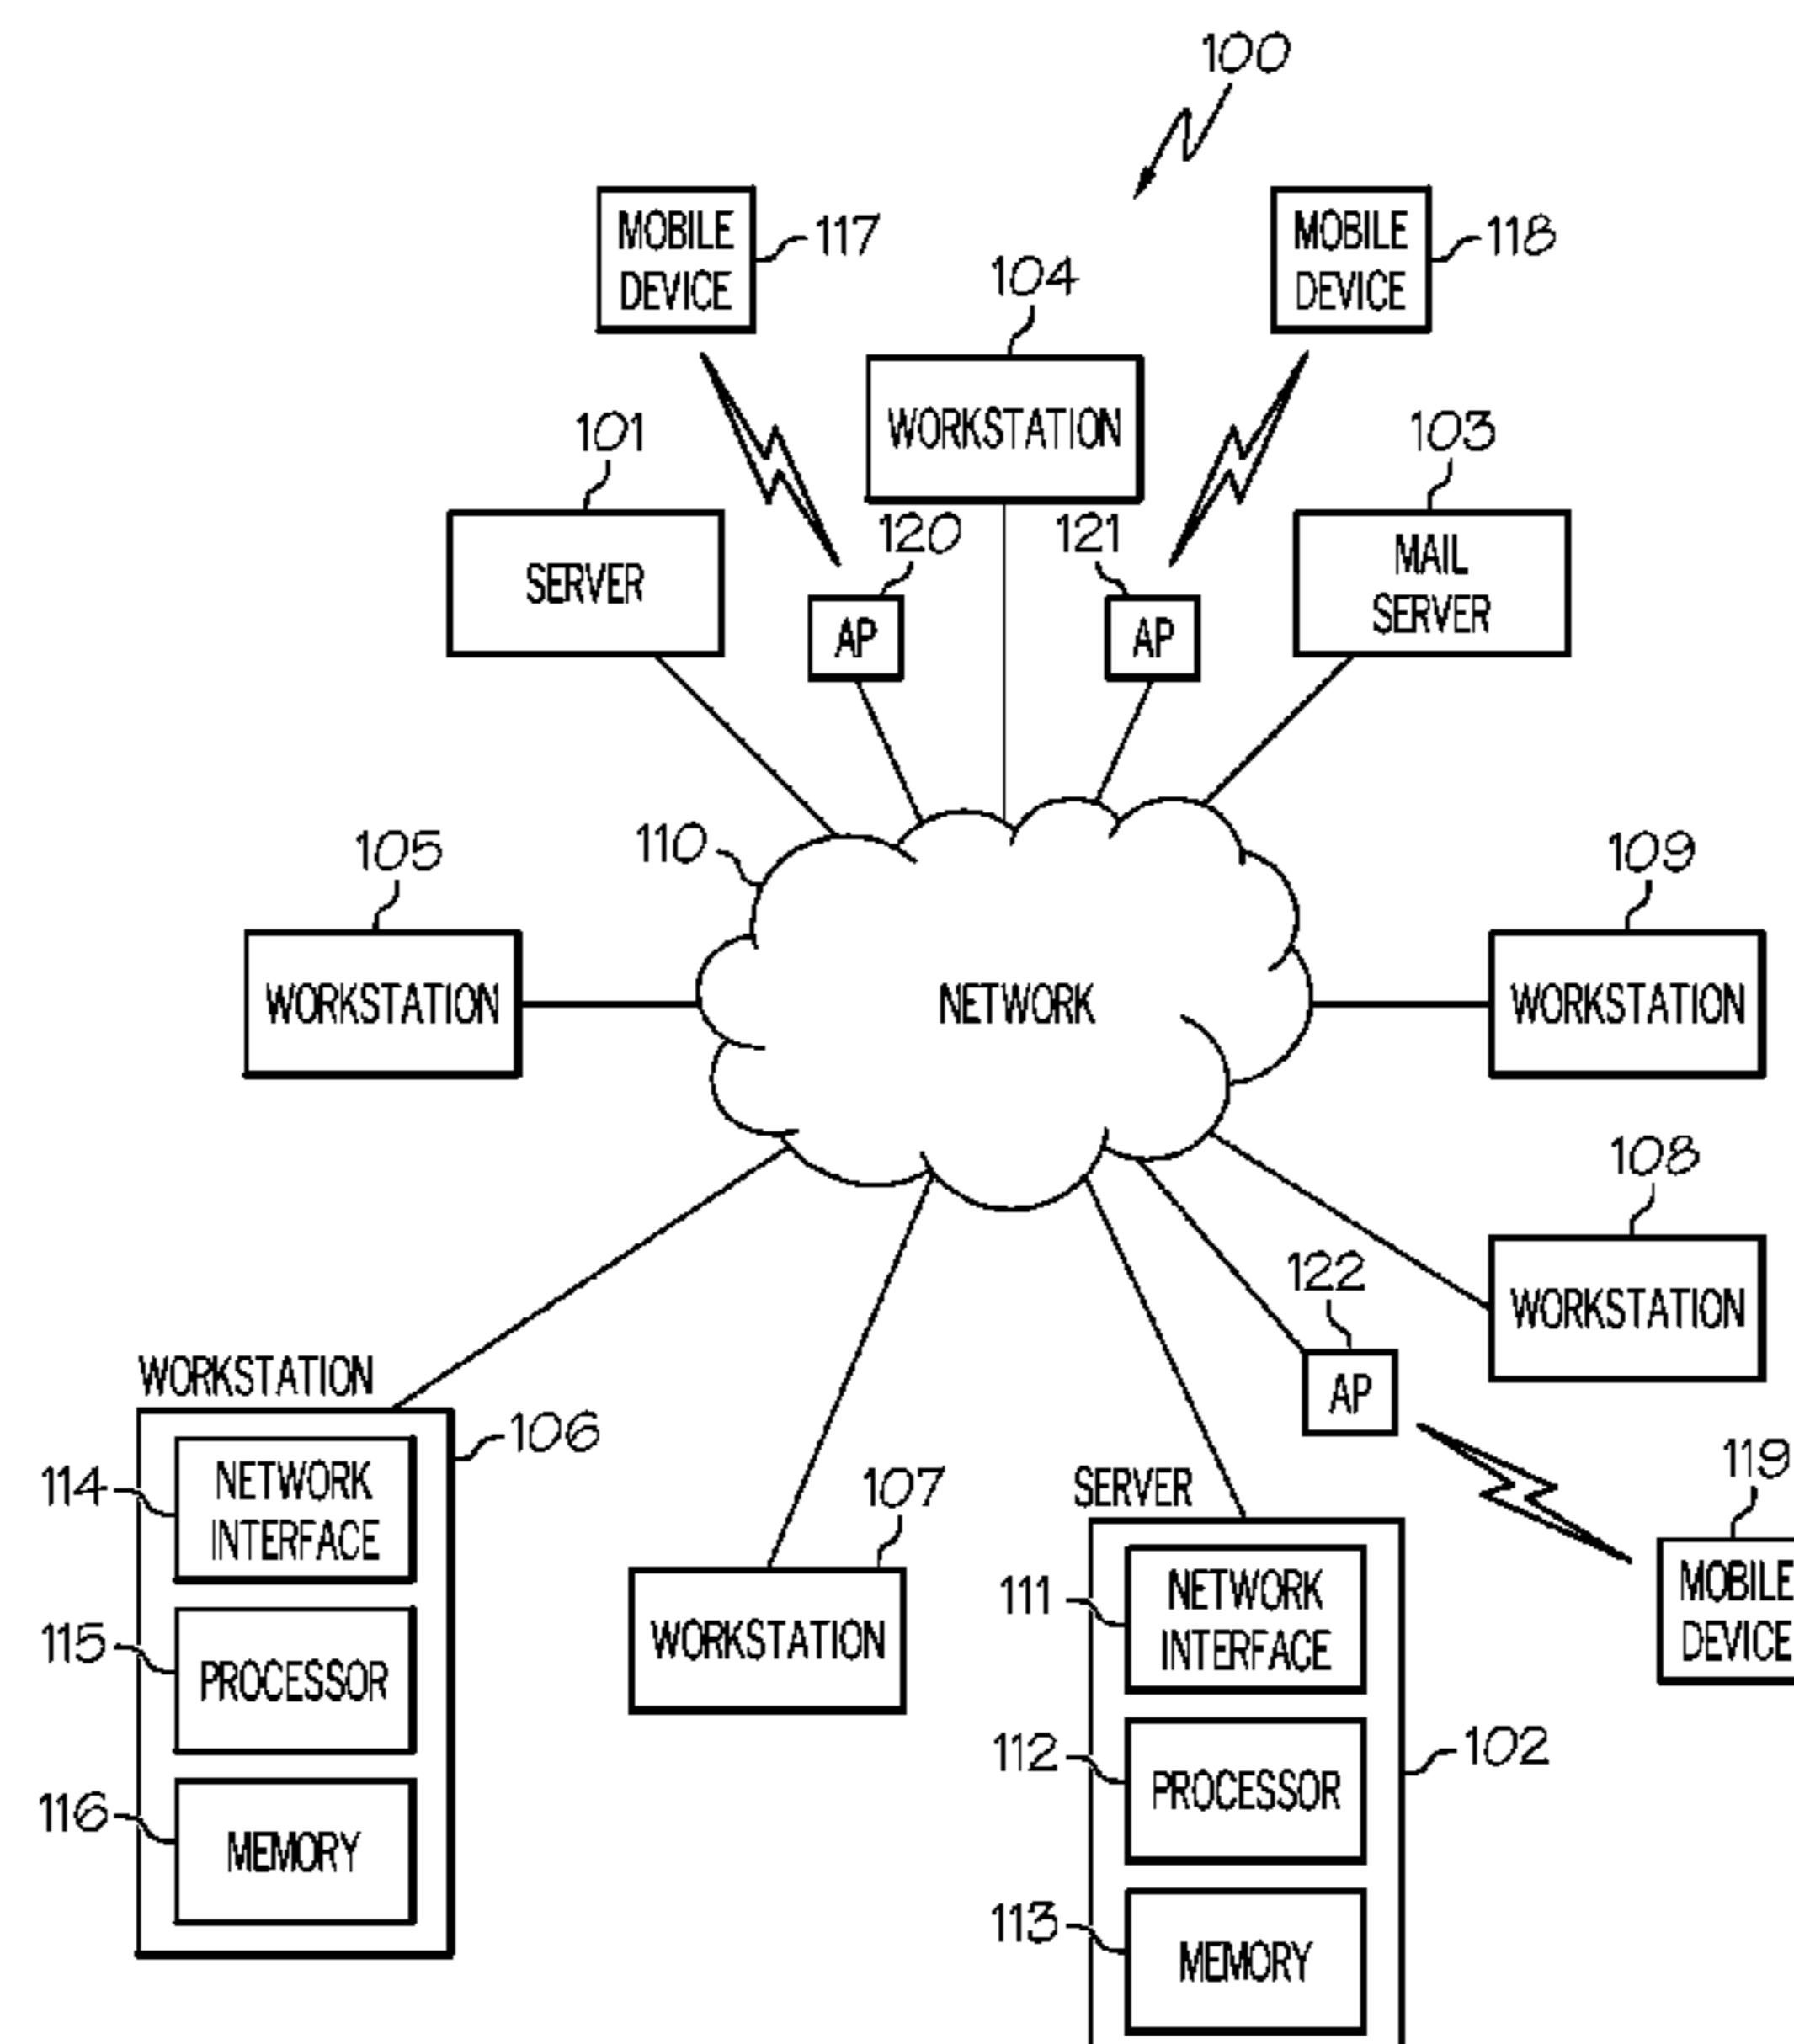 100
MOBILE
DEVICE
117
MOBILE
DEVICE
118
104
WORKSTATION
101
SERVER
103
MAIL
SERVER
120
AP
121
AP
105
WORKSTATION
110
NETWORK
109
WORKSTATION
108
WORKSTATION
122
AP
119
MOBILE
DEVICE
WORKSTATION
106
114
NETWORK
INTERFACE
115
PROCESSOR
116
MEMORY
107
WORKSTATION
SERVER
102
111
NETWORK
INTERFACE
112
PROCESSOR
113
MEMORY